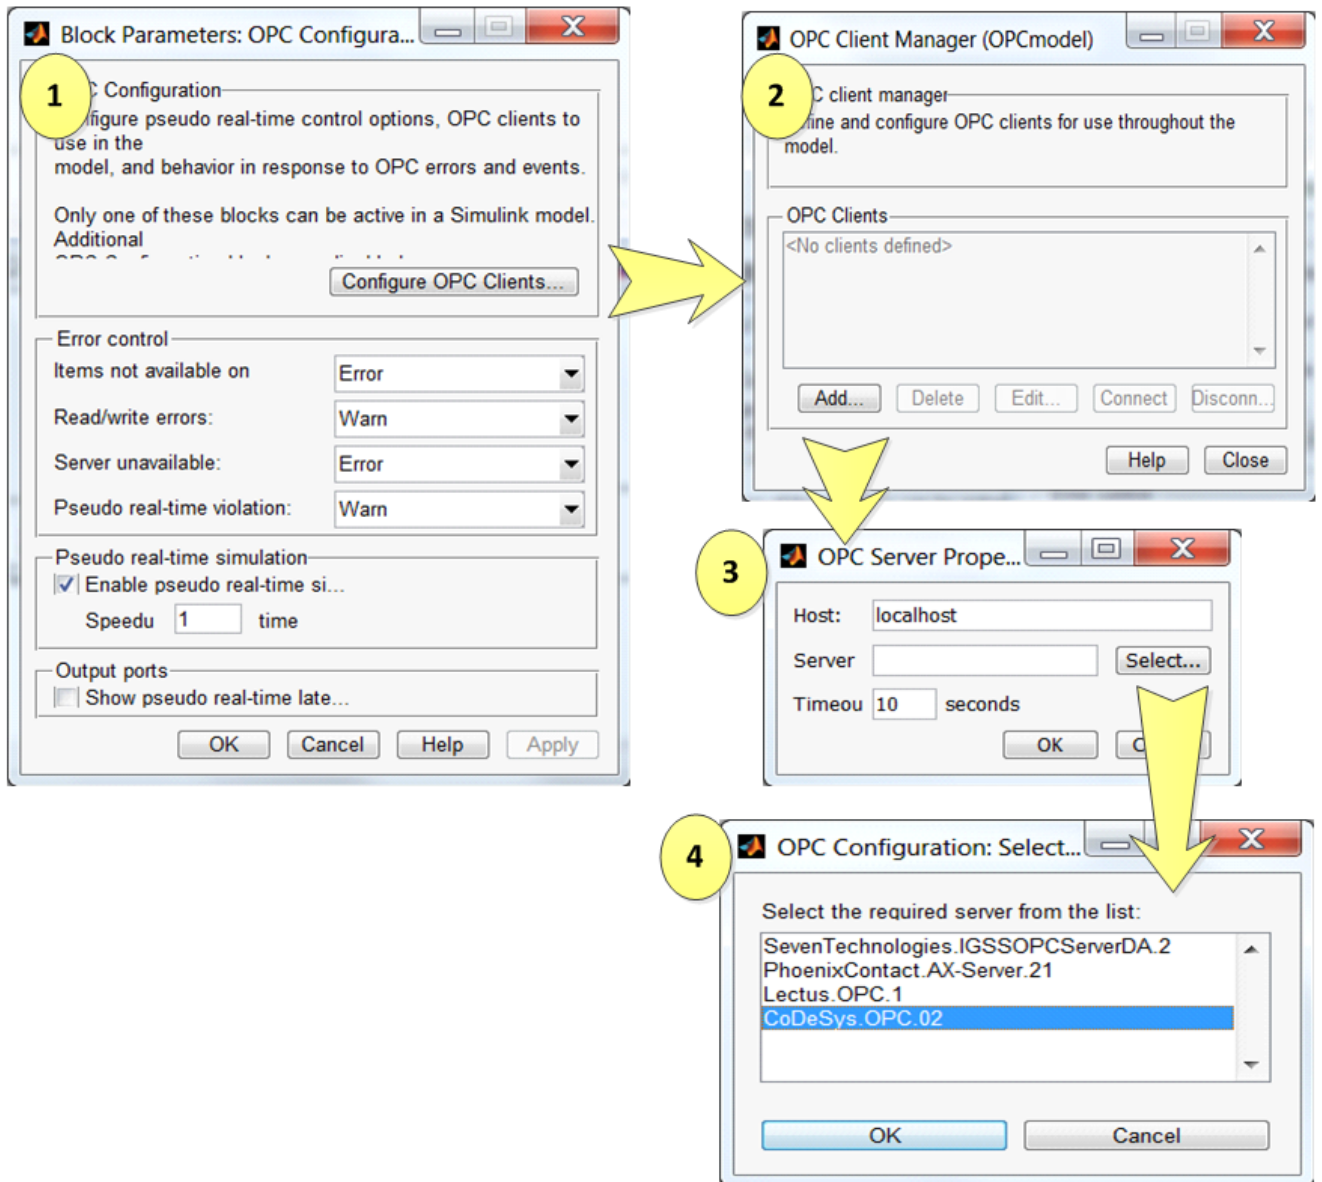 Block Parameters: OPC Configura...
1
Configuration
figure pseudo real-time control options, OPC clients to
use in the
model, and behavior in response to OPC errors and events.
Only one of these blocks can be active in a Simulink model.
Additional
Configure OPC Clients...
Error control
Items not available on
Error
Read/write errors:
Warn
Server unavailable:
Error
Pseudo real-time violation:
Warn
Pseudo real-time simulation
Enable pseudo real-time si...
Speedu 1 time
Output ports
Show pseudo real-time late...
OK Cancel Help Apply
OPC Client Manager (OPCmodel)
2
C client manager
fine and configure OPC clients for use throughout the
model.
OPC Clients
<No clients defined>
Add... Delete Edit... Connect Disconn...
Help Close
3
OPC Server Prope...
Host: localhost
Server Select...
Timeou 10 seconds
OK C
4
OPC Configuration: Select...
Select the required server from the list:
SevenTechnologies.IGSSOPCServerDA.2
PhoenixContact.AX-Server.21
Lectus.OPC.1
CoDeSys.OPC.02
OK Cancel